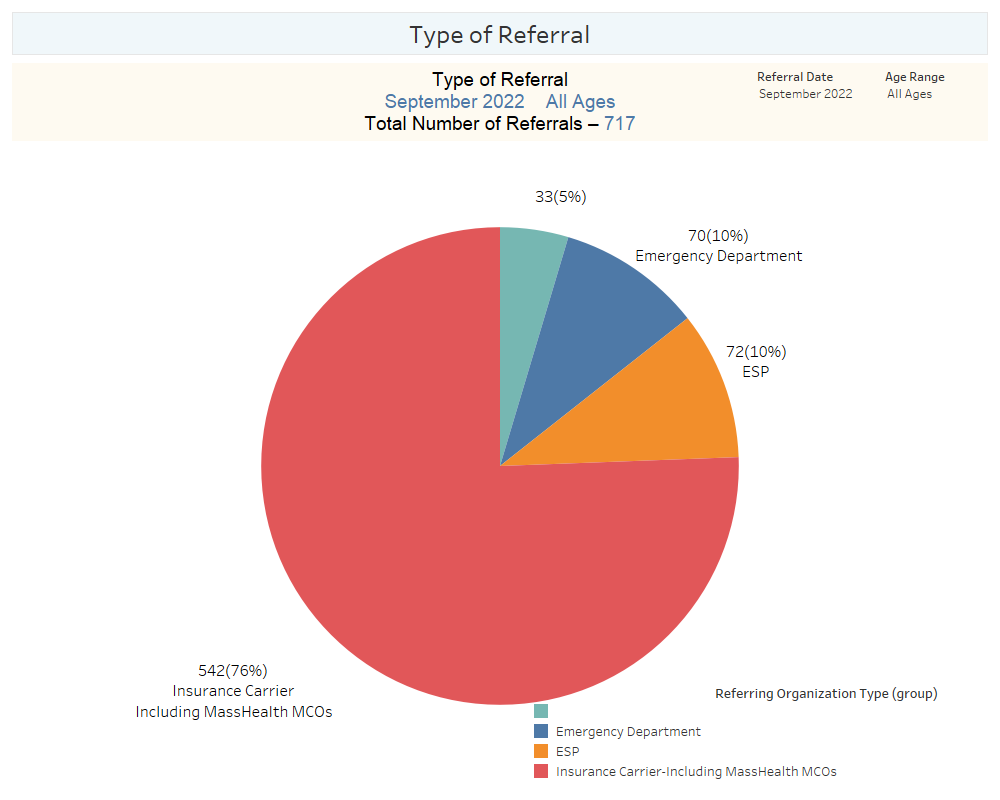 Type of Referral
Type of Referral
September 2022 All Ages
Total Number of Referrals – 717
Referral Date
September 2022
Age Range
All Ages
33(5%)
70(10%)
Emergency Department
72(10%)
ESP
542(76%)
Insurance Carrier
Including MassHealth MCOs
Referring Organization Type (group)
Emergency Department
ESP
Insurance Carrier-Including MassHealth MCOs